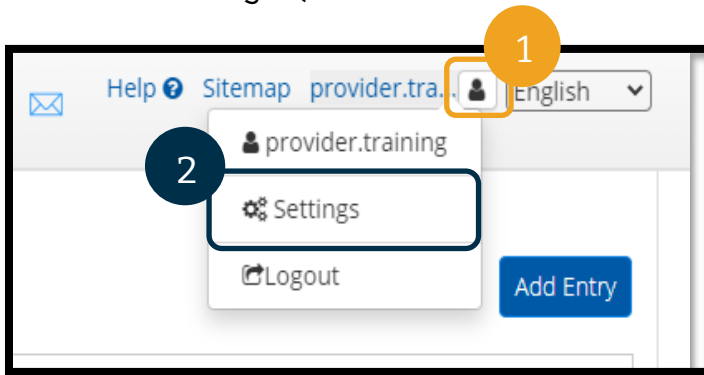 1
Help Sitemap provider.tra... English
provider.training
2
Settings
Logout
Add Entry